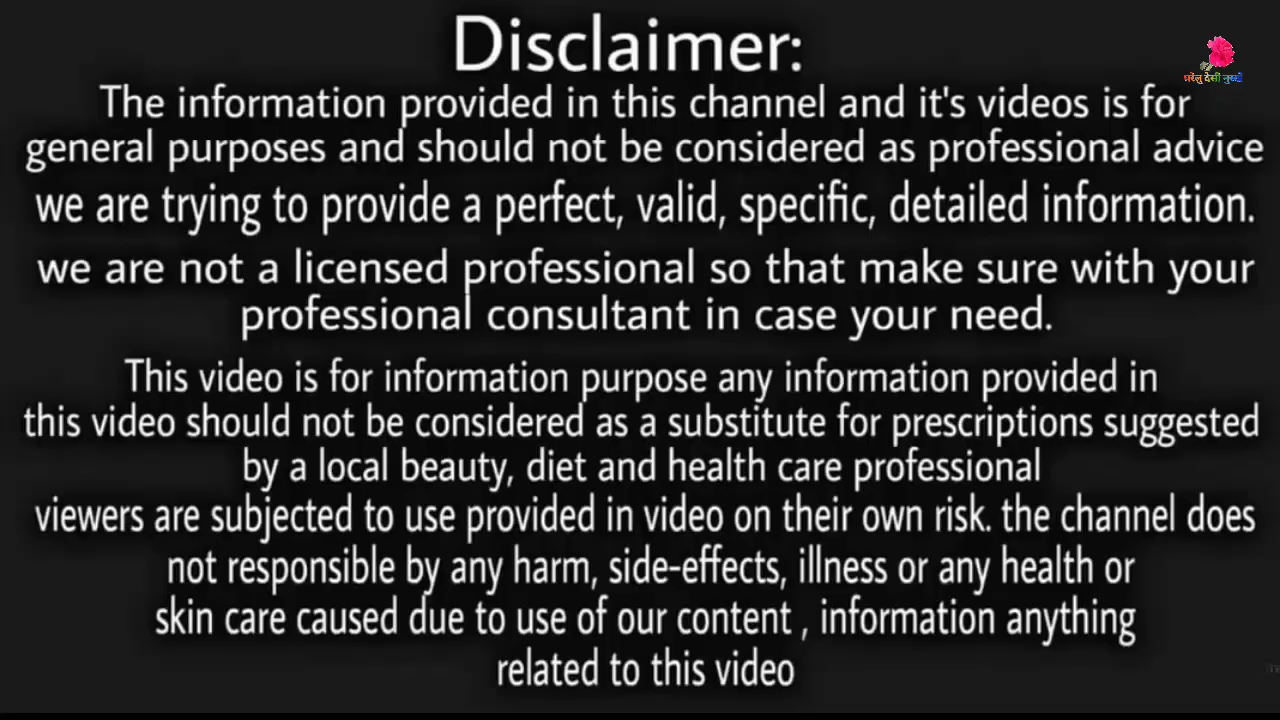 Disclaimer:
घरेलु देसी नुस्खे
The information provided in this channel and it's videos is for
general purposes and should not be considered as professional advice
we are trying to provide a perfect, valid, specific, detailed information.
we are not a licensed professional so that make sure with your
professional consultant in case your need.
This video is for information purpose any information provided in
this video should not be considered as a substitute for prescriptions suggested
by a local beauty, diet and health care professional
viewers are subjected to use provided in video on their own risk. the channel does
not responsible by any harm, side-effects, illness or any health or
skin care caused due to use of our content , information anything
related to this video